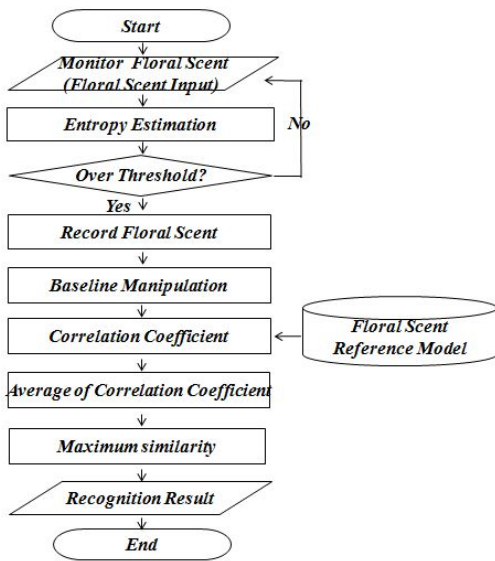 Start
Monitor Floral Scent
(Floral Scent Input)
Entropy Estimation
No
Over Threshold?
Yes
Record Floral Scent
Baseline Manipulation
Correlation Coefficient
Floral Scent
Reference Model
Average of Correlation Coefficient
Maximum similarity
Recognition Result
End